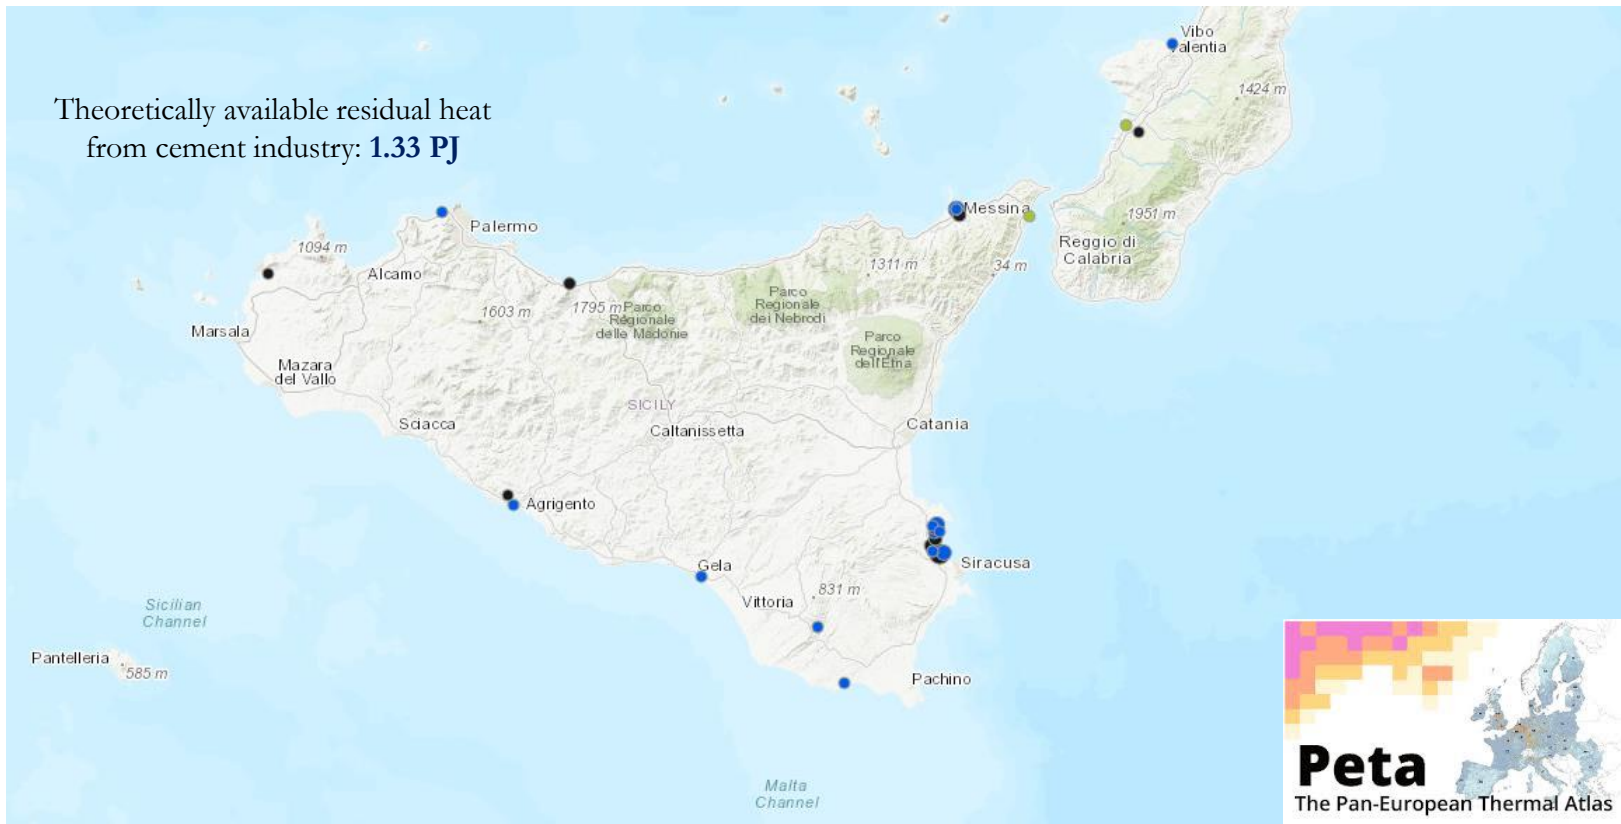 Vibo
Valentia
1424 m
Theoretically available residual heat
from cement industry: 1.33 PJ
Messina
1951 m
Palermo
Reggio di
Calabria
1094 m
Alcamo
1311 m
34 m
Parco
Regionale
dei Nebrodi
1603 m
1795 m
Parco
Regionale
delle Madonie
Marsala
Parco
Regionale
dell'Etna
Mazara
del Vallo
SICILY
Sciacca
Caltanissetta
Catania
Agrigento
Gela
Siracusa
831 m
Vittoria
Sicilian
Channel
Pantelleria
585 m
Pachino
Malta
Channel
Peta
The Pan-European Thermal Atlas